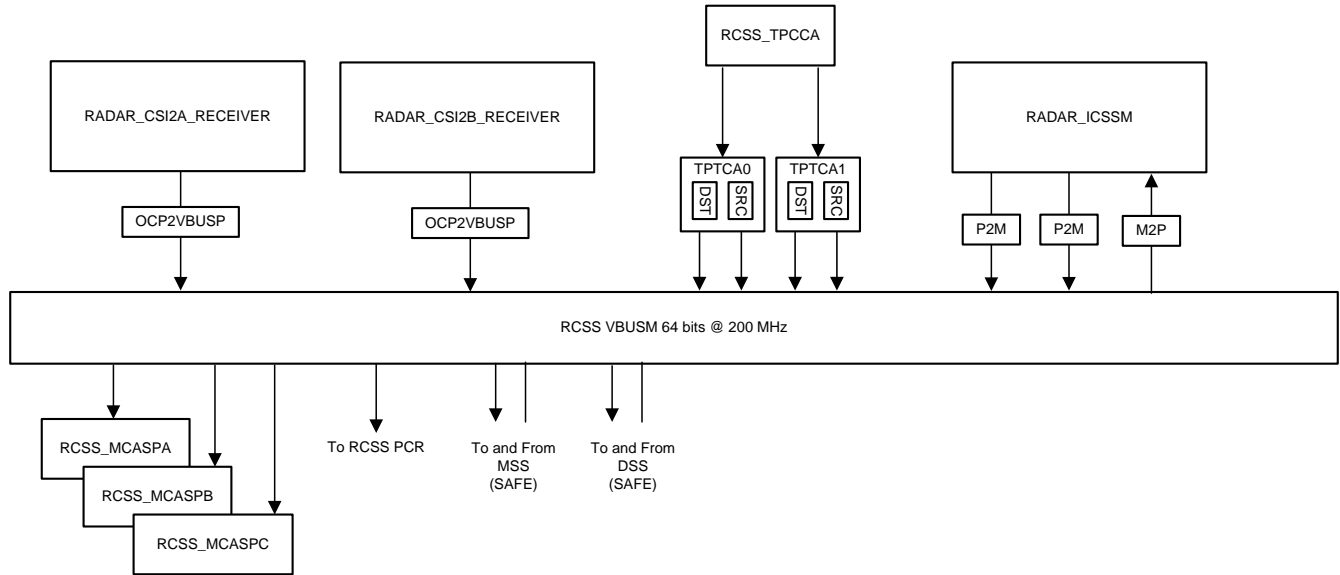 RCSS_TPCCA
RADAR_CSI2A_RECEIVER
RADAR_CSI2B_RECEIVER
RADAR_ICSSM
TPTCA0
DST
SRC
TPTCA1
DST
SRC
OCP2VBUSP
OCP2VBUSP
P2M
P2M
M2P
RCSS VBUSM 64 bits @ 200 MHz
RCSS_MCASPA
RCSS_MCASPB
RCSS_MCASPC
To RCSS PCR
To and From
MSS
(SAFE)
To and From
DSS
(SAFE)